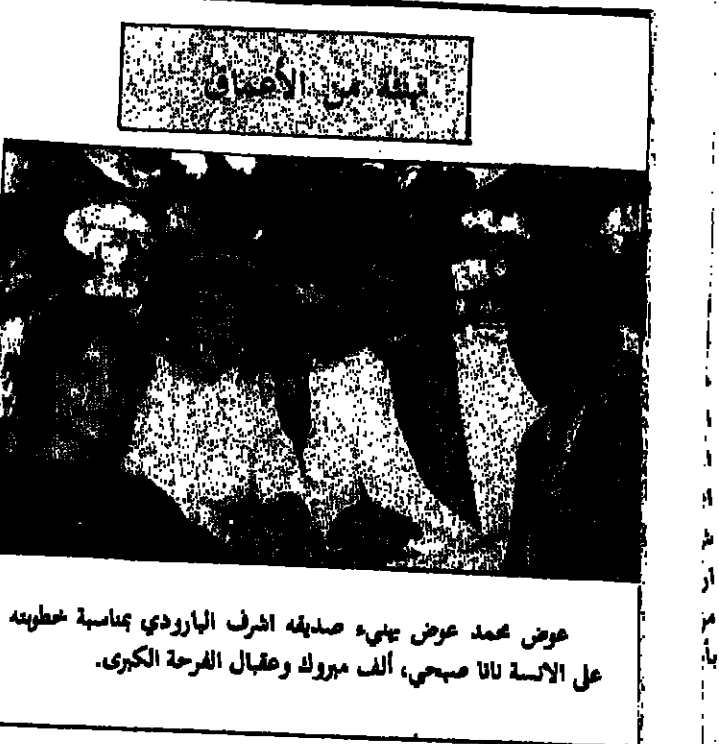 تهنئة من الأعماق
عوض محمد عوض يهنيء صديقه اشرف البارودي بمناسبة خطوبته
على الانسة نانا صبحي، ألف مبروك وعقبال الفرحة الكبرى.